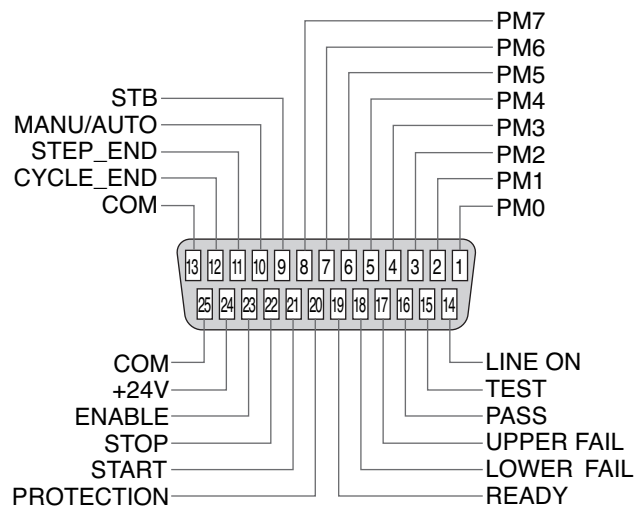 PM7
PM6
PM5
PM4
PM3
PM2
PM1
PM0
STB
MANU/AUTO
STEP_END
CYCLE_END
COM
13 12 11 10 9 8 7 6 5 4 3 2 1
25 24 23 22 21 20 19 18 17 16 15 14
COM
+24V
ENABLE
STOP
START
PROTECTION
LINE ON
TEST
PASS
UPPER FAIL
LOWER FAIL
READY